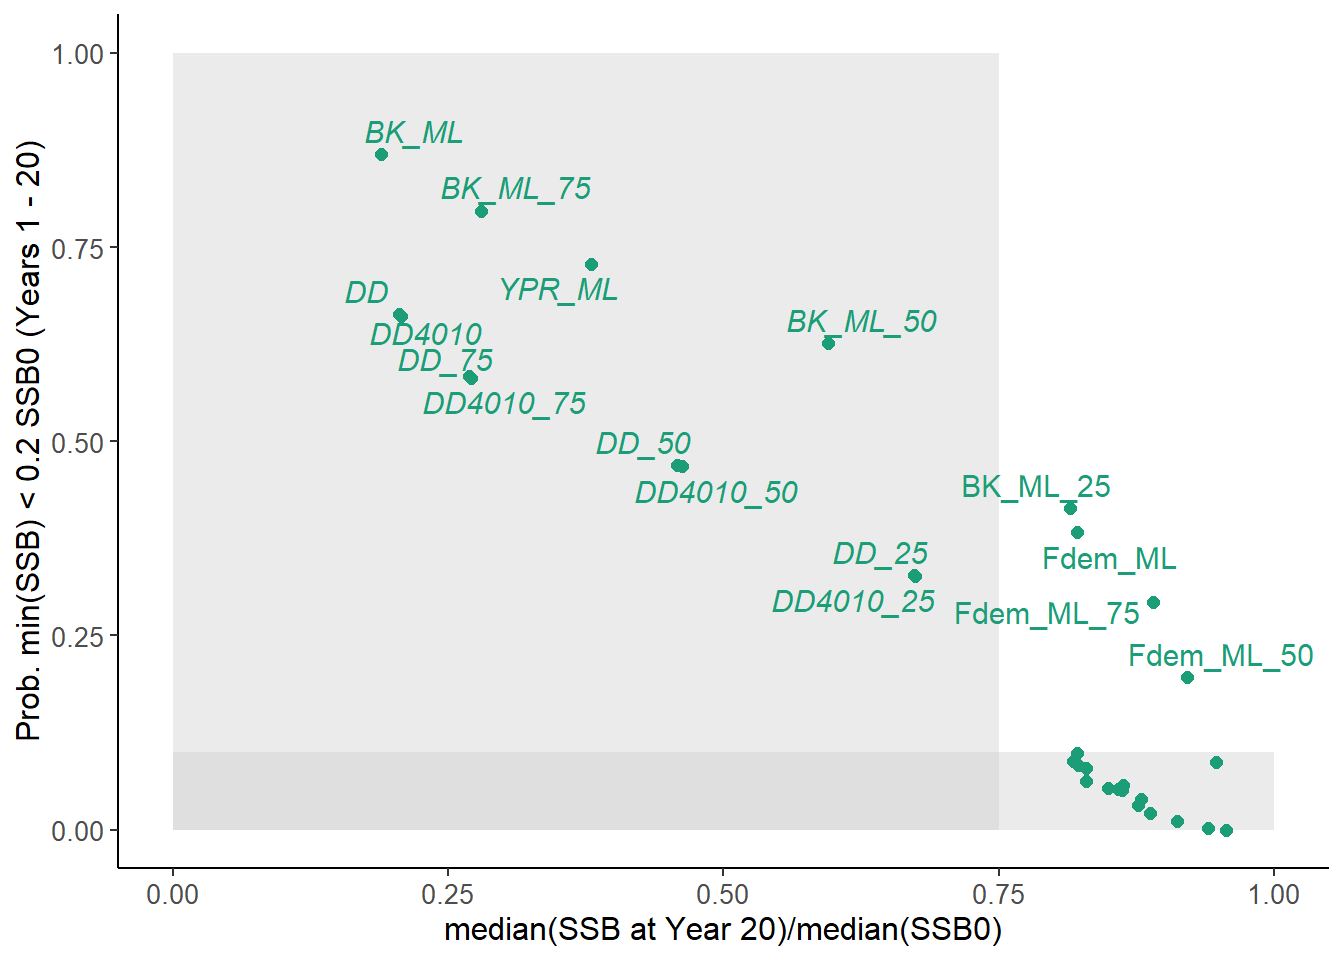 1.00
0.75
0.50
0.25
0.00
Prob. min(SSB) < 0.2 SSB0 (Years 1 - 20)
BK_ML
BK_ML_75
YPR_ML
DD
DD4010
BK_ML_50
DD_75
DD4010_75
DD_50
DD4010_50
BK_ML_25
DD_25
Fdem_ML
DD4010_25
Fdem_ML_75
Fdem_ML_50
0.00 0.25 0.50 0.75 1.00
median(SSB at Year 20)/median(SSB0)